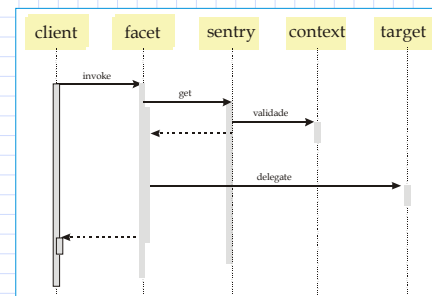 client facet sentry context target
invoke
get
validade
delegate